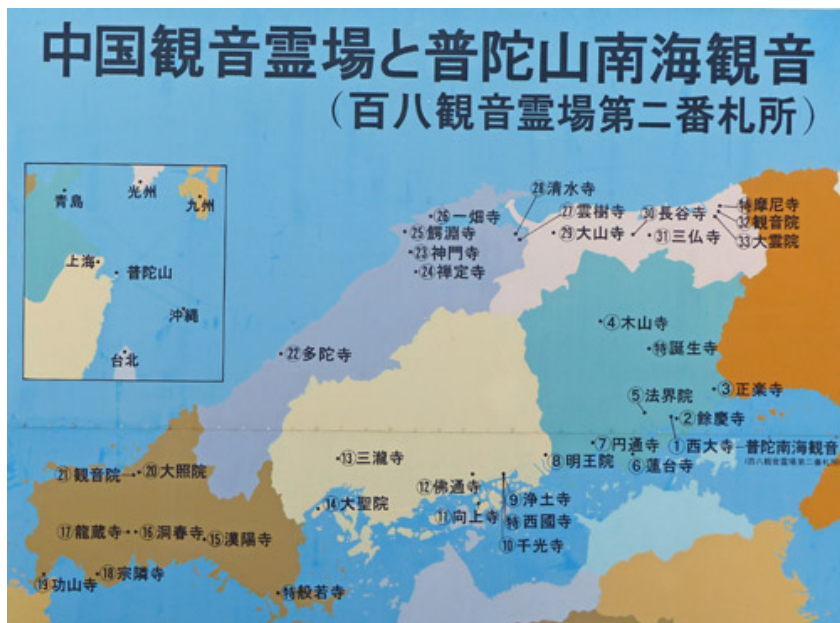 中国観音霊場と普陀山南海観音
（百八観音霊場第二番札所）
青島
光州
九州
上海
普陀山
沖縄
台北
㉘清水寺
㉖一畑寺
㉗雲樹寺
㉚長谷寺
特摩尼寺
㉜観音院
㉝大雲院
㉕鰐淵寺
㉙大山寺
㉛三仏寺
㉓神門寺
㉔禅定寺
④木山寺
㉒多陀寺
特誕生寺
③正楽寺
⑤法界院
②餘慶寺
①西大寺－普陀南海観音
(百八観音霊場第二番札所)
⑦円通寺
⑥蓮台寺
⑧明王院
⑬三瀧寺
㉑観音院
⑳大照院
⑫佛通寺
⑨浄土寺
⑭大聖院
⑪向上寺
特西國寺
⑩千光寺
⑰龍蔵寺
⑯洞春寺
⑮漢陽寺
⑲功山寺
⑱宗隣寺
特般若寺